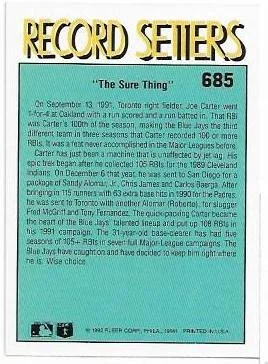 RECORD SETTERS
685
"The Sure Thing"
On September 13, 1991, Toronto right fielder Joe Carter went
1-for-4 at Oakland with a run scored and a run batted in. That RBI
was Carter's 100th of the season, making the Blue Jays the third
different team in three seasons that Carter recorded 100 or more
RBI's. It was a feat never accomplished in the Major Leagues before.
Carter has been just a machine that is unaffected by jet lag. His
epic trek began after he collected 105 RBI's for the 1989 Cleveland
Indians. On December 6 that year, he was sent to San Diego for a
package of Sandy Alomar, Jr., Chris James and Carlos Baerga. After
bringing in 115 runners with 63 extra base hits in 1990 for the Padres,
he was sent to Toronto with another Alomar (Roberto), for slugger
Fred McGriff and Tony Fernandez. The quick-packing Carter became
the heart of the Blue Jays' talented lineup and put up 108 RBI's in
his 1991 campaign. The 31-year-old base-clearer has had five
seasons of 105+ RBI's in seven full Major-League campaigns. The
Blue Jays have caught on and have decided to keep him right where
he is. Wise choice.
© 1992 FLEER CORP., PHILA., 19141 PRINTED IN U.S.A.